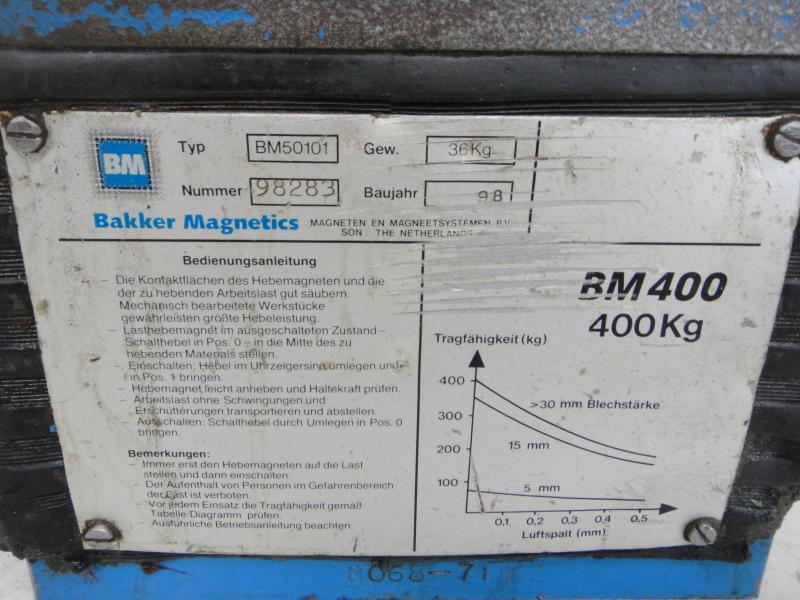 BM
Typ BM50101 Gew. 36Kg
Nummer 98283 Baujahr 98
Bakker Magnetics MAGNETEN EN MAGNEETSYSTEMEN B.V.
SON, THE NETHERLANDS
Bedienungsanleitung
– Die Kontaktflächen des Hebemagneten und die
der zu hebenden Arbeitslast gut säubern.
Mechanisch bearbeitete Werkstücke
gewährleisten größte Hebeleistung.
– Lasthebemagnet im ausgeschalteten Zustand –
Schalthebel in Pos. 0 – in die Mitte des zu
hebenden Materials stellen.
– Einschalten: Hebel im Uhrzeigersinn umlegen und
in Pos. 1 bringen.
– Hebemagnet leicht anheben und Haltekraft prüfen.
– Arbeitslast ohne Schwingungen und
Erschütterungen transportieren und abstellen.
– Ausschalten: Schalthebel durch Umlegen in Pos. 0
bringen.
Bemerkungen:
– Immer erst den Hebemagneten auf die Last
stellen und dann einschalten.
– Der Aufenthalt von Personen im Gefahrenbereich
der Last ist verboten.
– Vor jedem Einsatz die Tragfähigkeit gemäß
Tabelle/Diagramm prüfen.
– Ausführliche Betriebsanleitung beachten.
BM400
400Kg
Tragfähigkeit (kg)
400
>30 mm Blechstärke
300
15 mm
200
100
5 mm
0,1 0,2 0,3 0,4 0,5
Luftspalt (mm)
8068-71